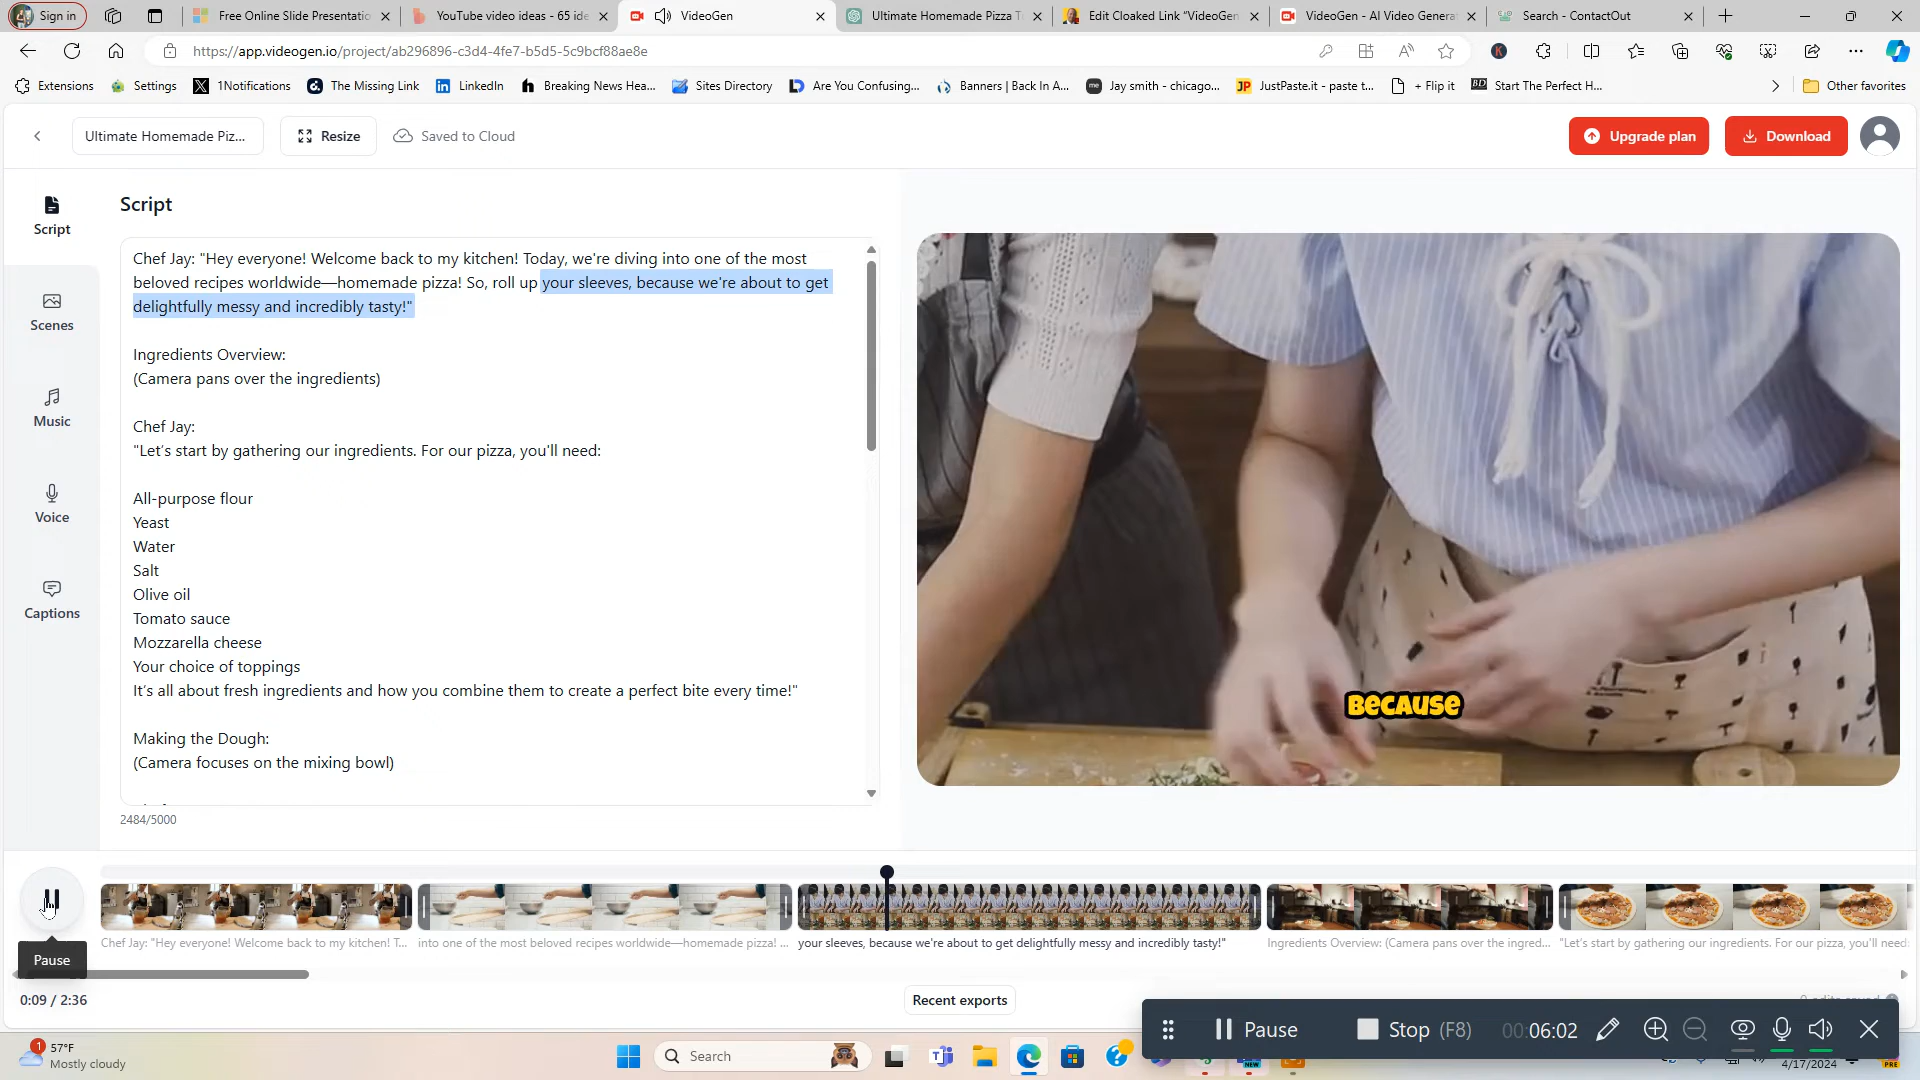 Sign in
Free Online Slide Presentatio
YouTube video ideas - 65 ide
VideoGen
Ultimate Homemade Pizza T
Edit Cloaked Link "VideoGen
VideoGen - AI Video Genera
Search - ContactOut
https://app.videogen.io/project/ab296896-c3d4-4fe7-b5d5-5c9bcf88ae8e
Extensions
Settings
1Notifications
The Missing Link
LinkedIn
Breaking News Hea...
Sites Directory
Are You Confusing...
Banners | Back In A...
Jay smith - chicago...
JustPaste.it - paste t...
+ Flip it
Start The Perfect H...
Other favorites
Ultimate Homemade Piz...
Resize
Saved to Cloud
Upgrade plan
Download
Script
Scenes
Music
Voice
Captions
Script
Chef Jay: "Hey everyone! Welcome back to my kitchen! Today, we're diving into one of the most
beloved recipes worldwide—homemade pizza! So, roll up your sleeves, because we're about to get
delightfully messy and incredibly tasty!"
Ingredients Overview:
(Camera pans over the ingredients)
Chef Jay:
"Let's start by gathering our ingredients. For our pizza, you'll need:
All-purpose flour
Yeast
Water
Salt
Olive oil
Tomato sauce
Mozzarella cheese
Your choice of toppings
It's all about fresh ingredients and how you combine them to create a perfect bite every time!"
Making the Dough:
(Camera focuses on the mixing bowl)
2484/5000
BECAUSE
Chef Jay: "Hey everyone! Welcome back to my kitchen! T...
into one of the most beloved recipes worldwide—homemade pizza! ...
your sleeves, because we're about to get delightfully messy and incredibly tasty!"
Ingredients Overview: (Camera pans over the ingred...
"Let's start by gathering our ingredients. For our pizza, you'll need:
Pause
0:09 / 2:36
Recent exports
Pause
Stop (F8)
00:06:02
1
57°F
Mostly cloudy
Search
4/17/2024